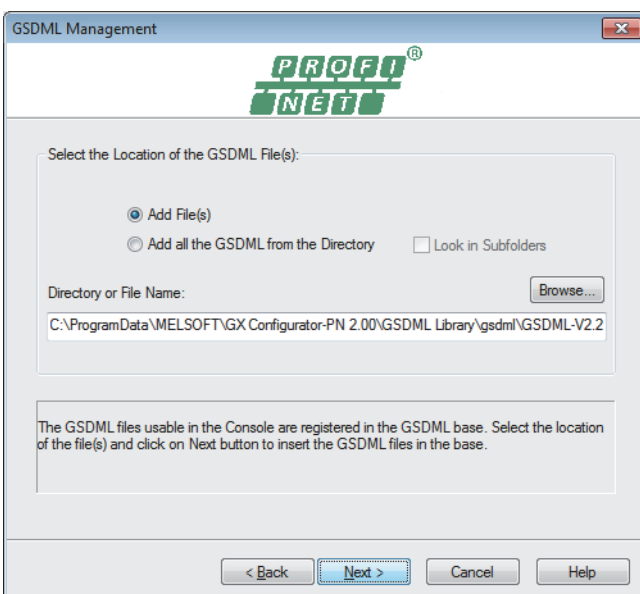 GSDML Management
PROFI®
NET
Select the Location of the GSDML File(s):
Add File(s)
Add all the GSDML from the Directory Look in Subfolders
Directory or File Name: Browse...
C:\ProgramData\MELSOFT\GX Configurator-PN 2.00\GSDML Library\gsdml\GSDML-V2.2
The GSDML files usable in the Console are registered in the GSDML base. Select the location
of the file(s) and click on Next button to insert the GSDML files in the base.
< Back Next > Cancel Help